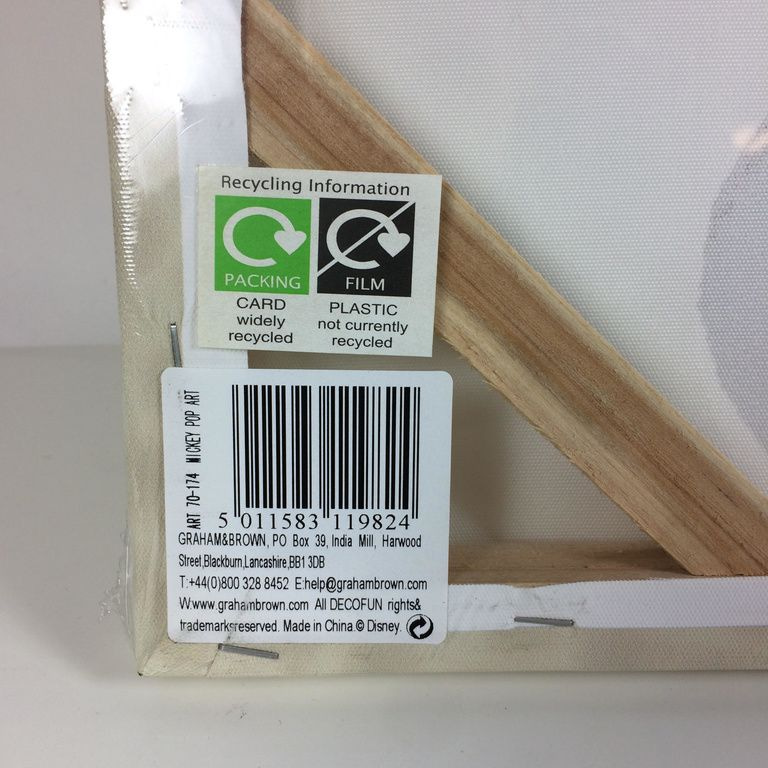 Recycling Information
PACKING
FILM
CARD
widely
recycled
PLASTIC
not currently
recycled
ART 70-174 MICKEY POP ART
5 011583 119824
GRAHAM&BROWN, PO Box 39, India Mill, Harwood
Street,Blackburn,Lancashire,BB1 3DB
T:+44(0)800 328 8452 E:help@grahambrown.com
W:www.grahambrown.com All DECOFUN rights&
trademarksreserved. Made in China.© Disney.